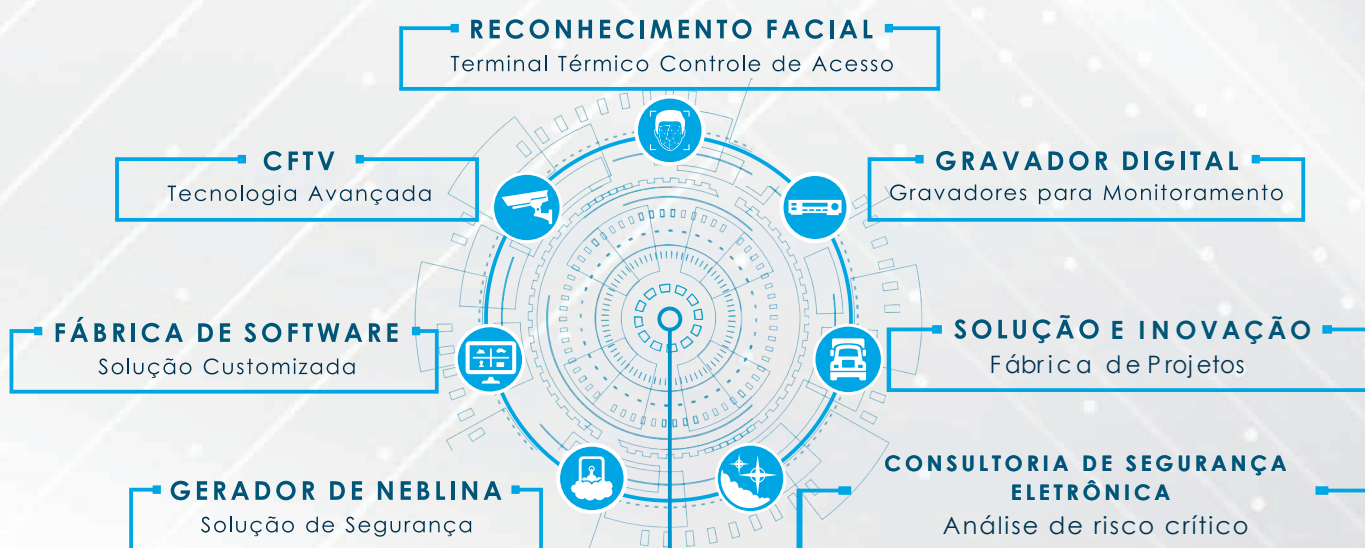 RECONHECIMENTO FACIAL
Terminal Térmico Controle de Acesso
CFTV
Tecnologia Avançada
GRAVADOR DIGITAL
Gravadores para Monitoramento
FÁBRICA DE SOFTWARE
Solução Customizada
SOLUÇÃO E INOVAÇÃO
Fábrica de Projetos
GERADOR DE NEBLINA
Solução de Segurança
CONSULTORIA DE SEGURANÇA
ELETRÔNICA
Análise de risco crítico